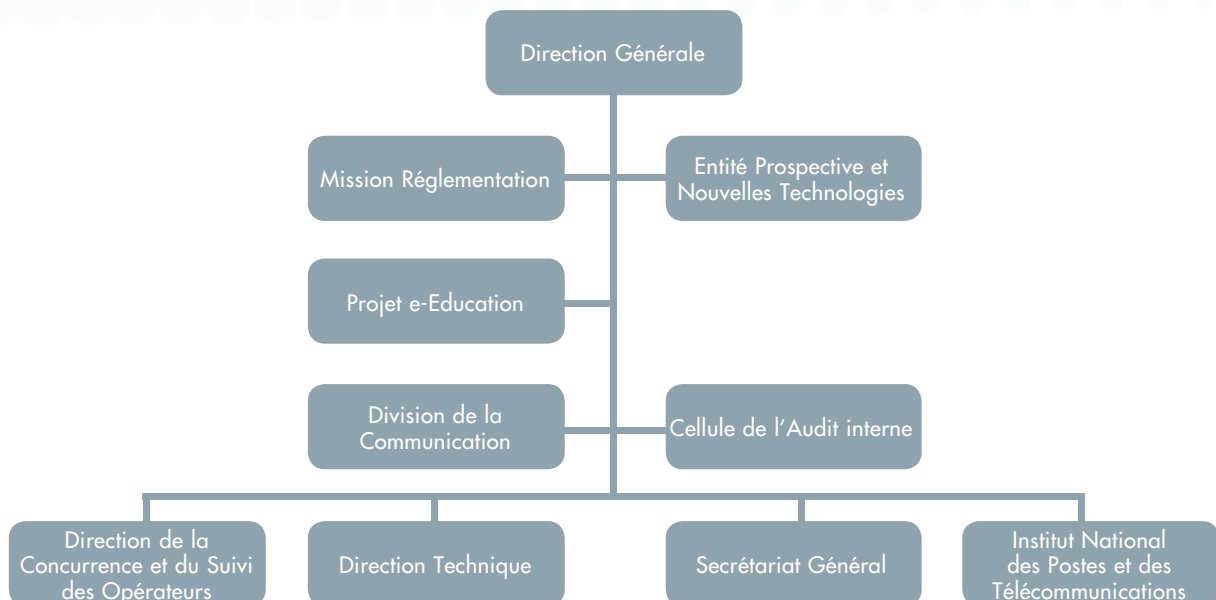 Direction Générale
Mission Réglementation
Entité Prospective et
Nouvelles Technologies
Projet e-Education
Division de la
Communication
Cellule de l'Audit interne
Direction de la
Concurrence et du Suivi
des Opérateurs
Direction Technique
Secrétariat Général
Institut National
des Postes et des
Télécommunications